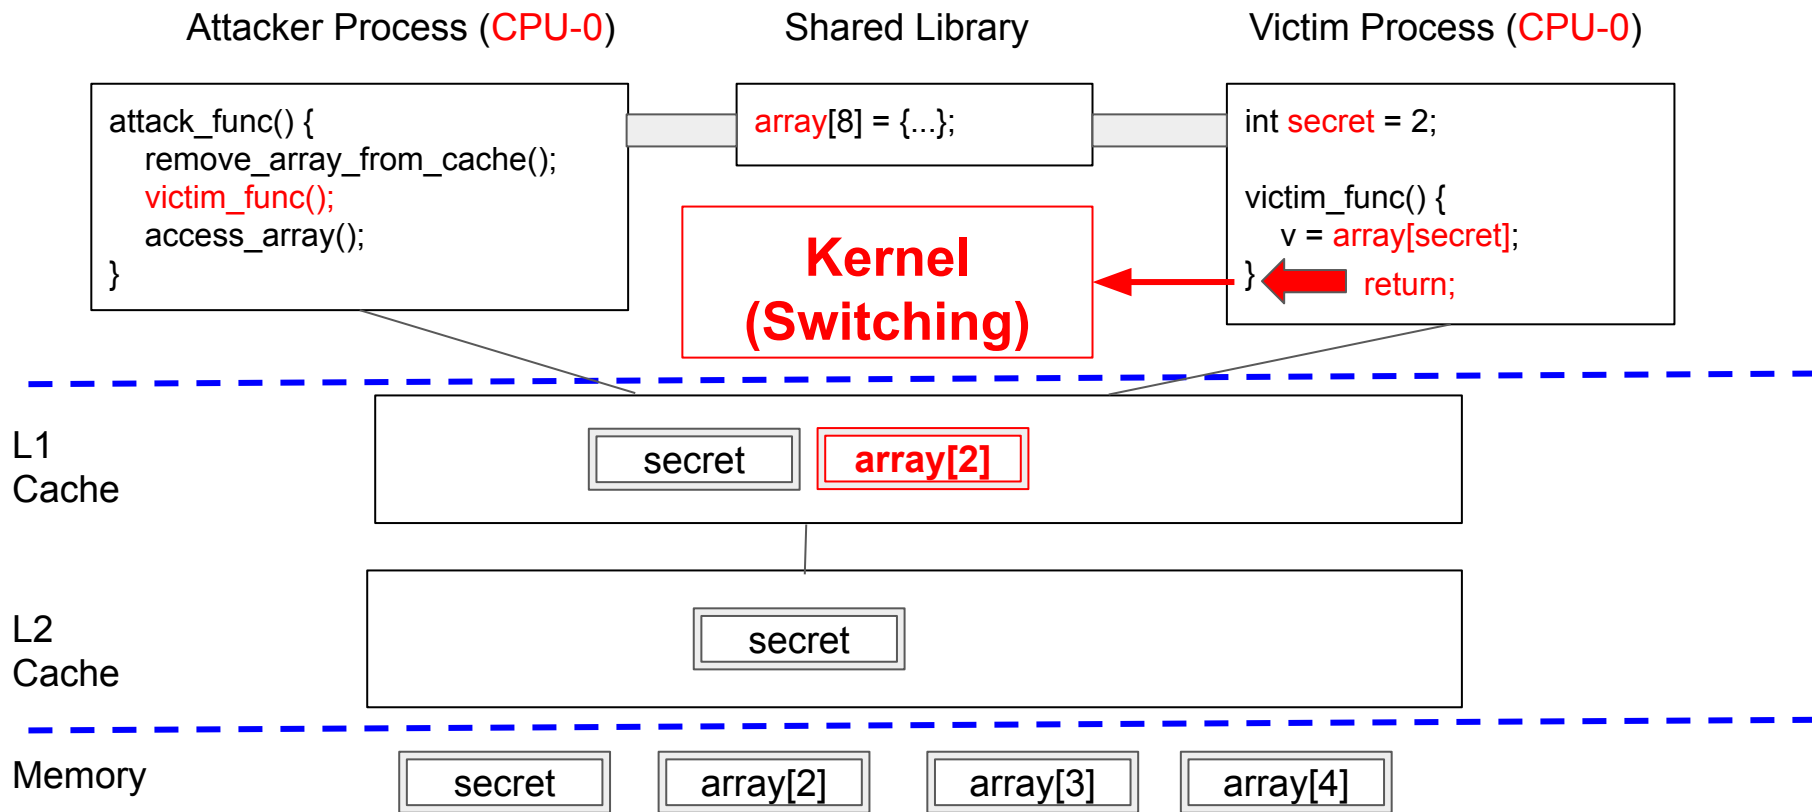 Attacker Process (CPU-0)
Shared Library
Victim Process (CPU-0)
attack_func() {
remove_array_from_cache();
victim_func();
access_array();
}
array[8] = {...};
int secret = 2;
victim_func() {
v = array[secret];
}
return;
Kernel
(Switching)
L1
Cache
secret
array[2]
L2
Cache
secret
Memory
secret
array[2]
array[3]
array[4]